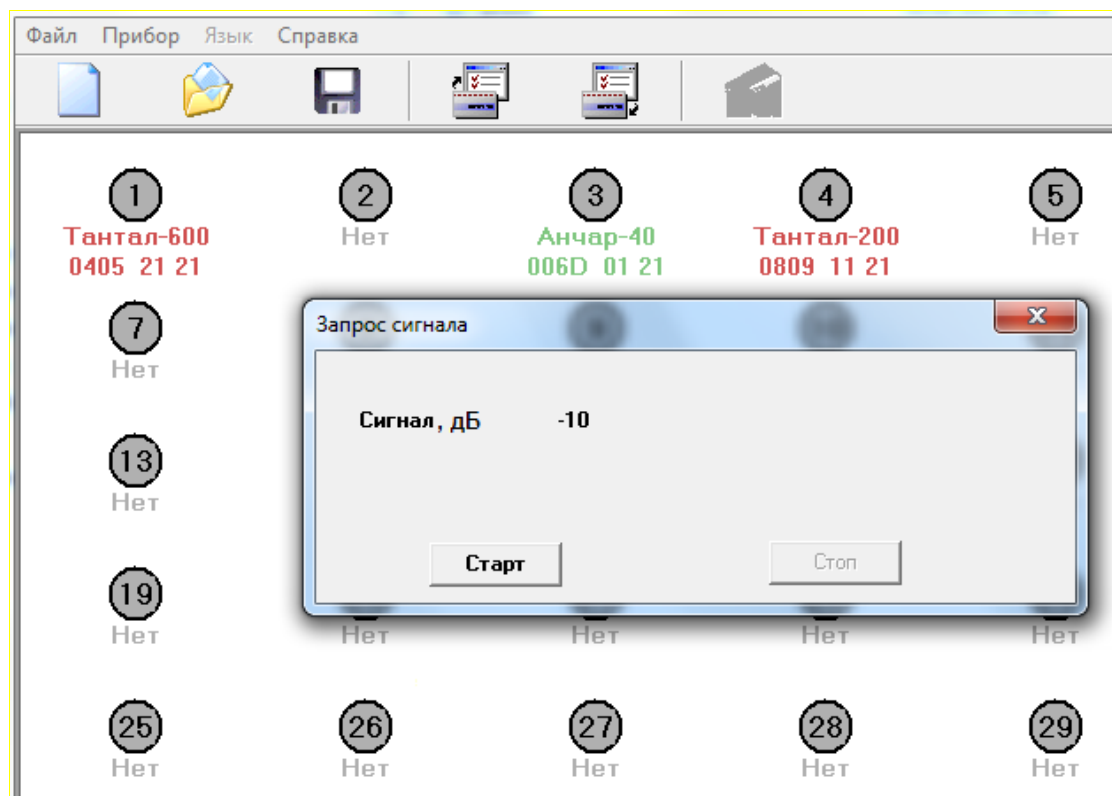 Файл Прибор Язык Справка
1 2 3 4 5
Тантал-600 Нет Анчар-40 Тантал-200 Нет
0405 21 21 006D 01 21 0809 11 21
7
Нет
Запрос сигнала
Сигнал, дБ -10
Старт Стоп
13
Нет
19
Нет Нет Нет Нет Нет
25 26 27 28 29
Нет Нет Нет Нет Нет